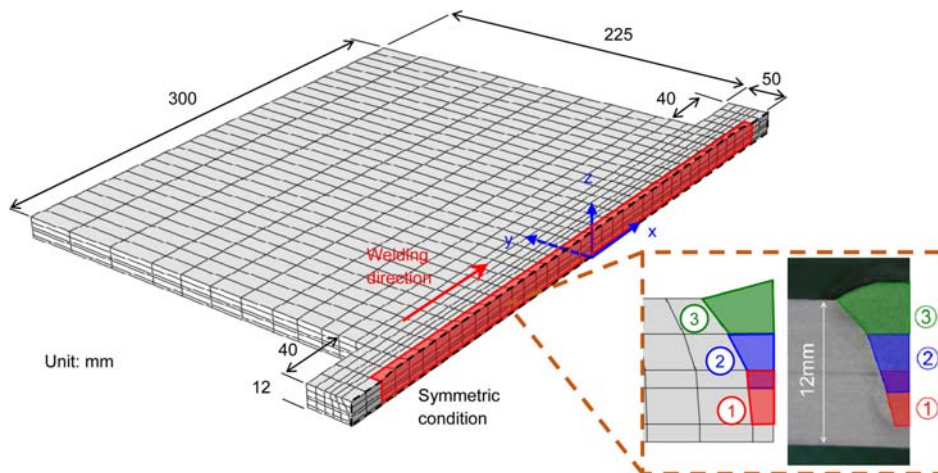 225
50
40
300
z
y
x
Welding
direction
40
Unit: mm
12
Symmetric
condition
③
②
①
12mm
③
②
①